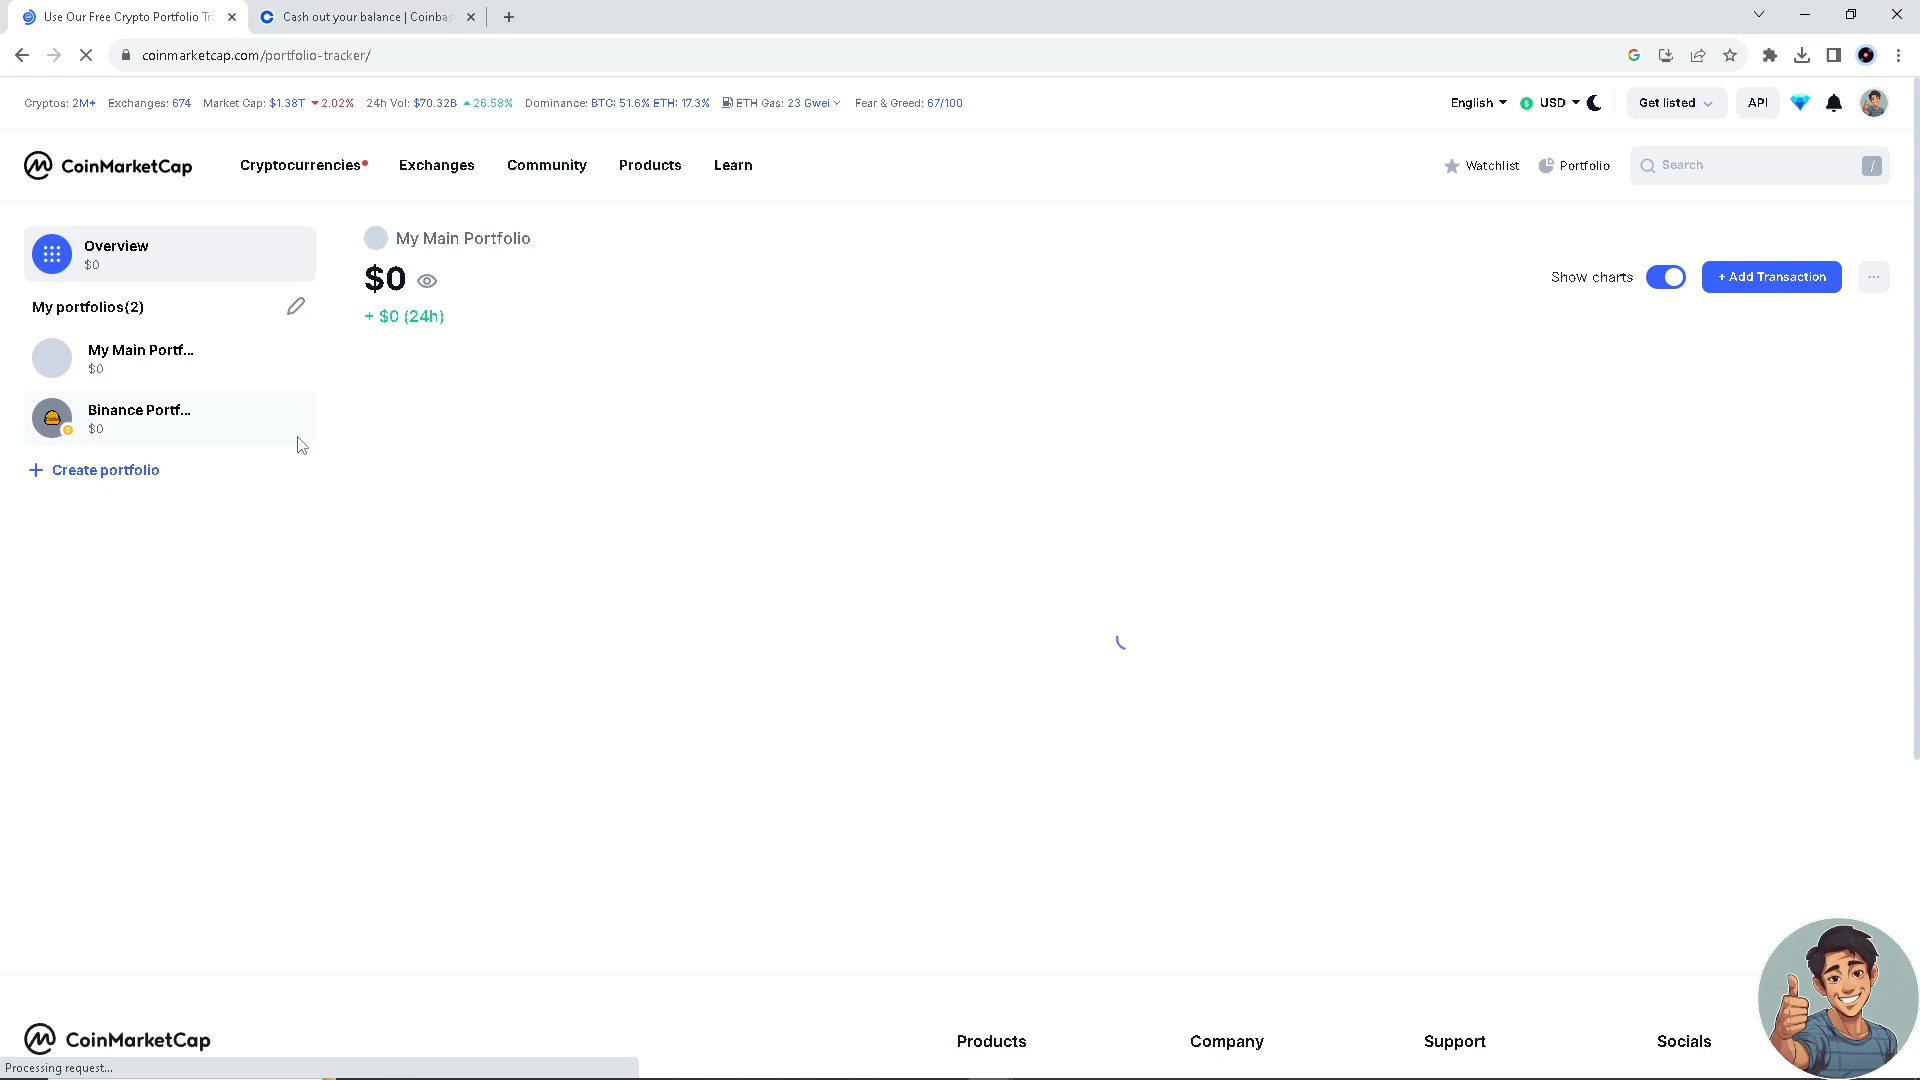 Use Our Free Crypto Portfolio Tr
Cash out your balance | Coinbas
coinmarketcap.com/portfolio-tracker/
Cryptos: 2M+ Exchanges: 674 Market Cap: $1.38T 2.02% 24h Vol: $70.32B 26.58% Dominance: BTC: 51.6% ETH: 17.3% ETH Gas: 23 Gwei Fear & Greed: 67/100
English USD Get listed API
CoinMarketCap Cryptocurrencies Exchanges Community Products Learn
Watchlist Portfolio Search /
Overview
$0
My portfolios(2)
My Main Portf...
$0
Binance Portf...
$0
+ Create portfolio
My Main Portfolio
$0
+ $0 (24h)
Show charts + Add Transaction
CoinMarketCap Products Company Support Socials
Processing request...